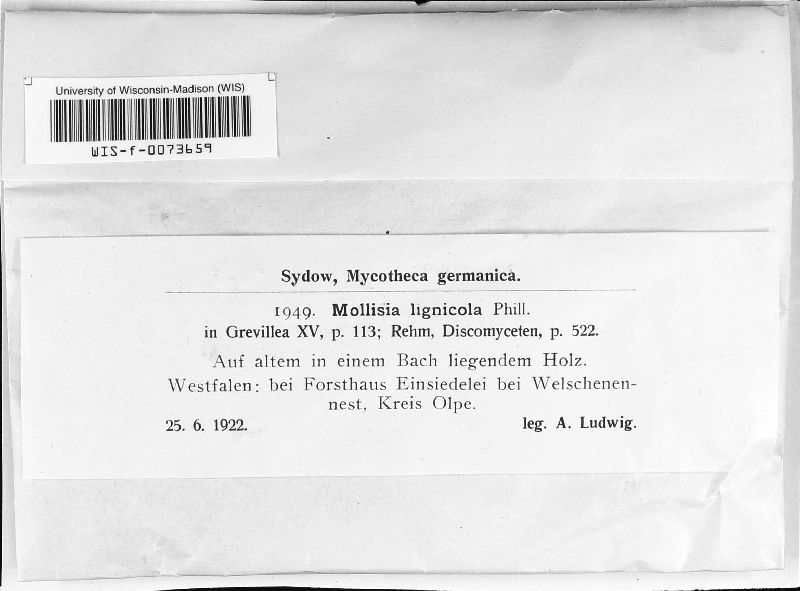 University of Wisconsin-Madison (WIS)
WIS-f-0073659
Sydow, Mycotheca germanica.
1949. Mollisia lignicola Phill.
in Grevillea XV, p. 113; Rehm, Discomyceten, p. 522.
Auf altem in einem Bach liegendem Holz.
Westfalen: bei Forsthaus Einsiedelei bei Welschenen-
nest, Kreis Olpe.
25. 6. 1922. leg. A. Ludwig.